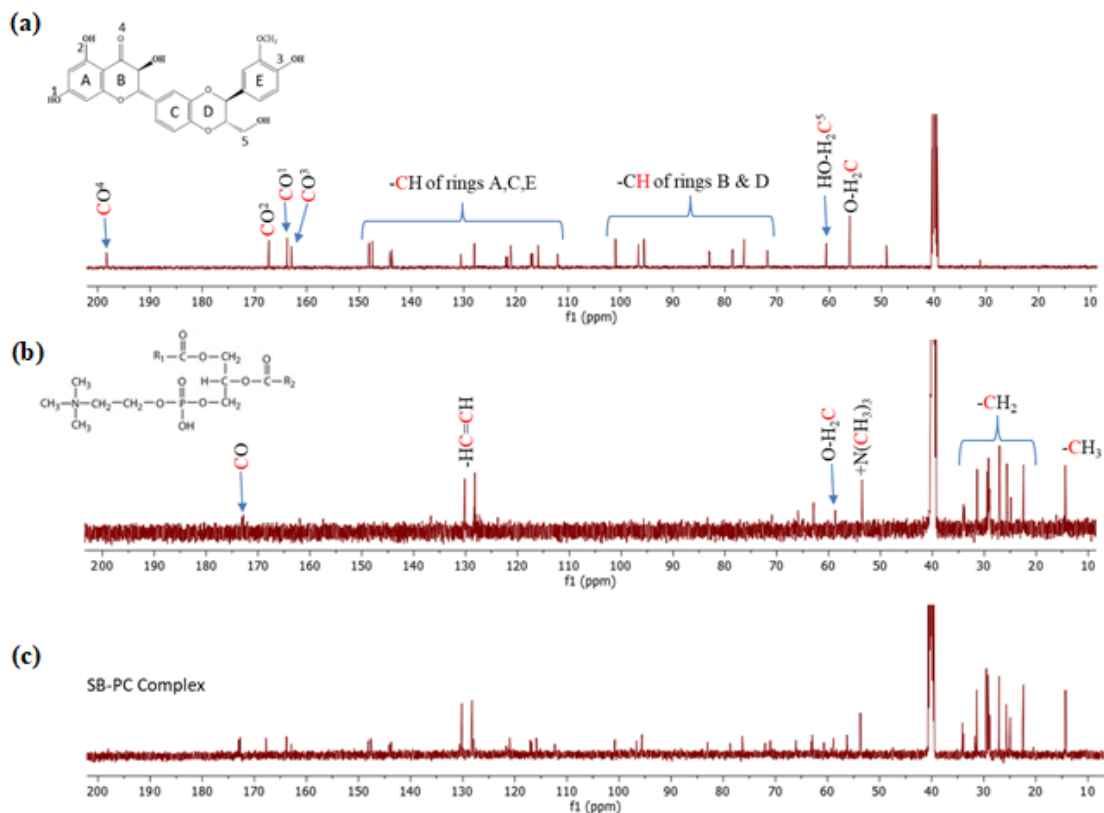 (a)
OH
2
4
O
OH
OCH₃
3
OH
A
B
E
1
HO
O
O
C
D
O
OH
5
CO⁴
CO²
CO¹
CO³
-CH of rings A,C,E
-CH of rings B & D
HO-H₂C⁵
O-H₂C
200 190 180 170 160 150 140 130 120 110 100 90 80 70 60 50 40 30 20 10
f1 (ppm)
(b)
O
R₁—C—O—CH₂
O
CH₃
O
H—C—O—C—R₂
CH₃—N—CH₂—CH₂—O—P—O—CH₂
CH₃
OH
CO
-HC=CH
O-H₂C
+N(CH₃)₃
-CH₂
-CH₃
200 190 180 170 160 150 140 130 120 110 100 90 80 70 60 50 40 30 20 10
f1 (ppm)
(c)
SB-PC Complex
200 190 180 170 160 150 140 130 120 110 100 90 80 70 60 50 40 30 20 10
f1 (ppm)